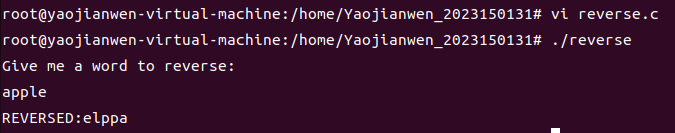 root@yaojianwen-virtual-machine:/home/Yaojianwen_2023150131# vi reverse.c
root@yaojianwen-virtual-machine:/home/Yaojianwen_2023150131# ./reverse
Give me a word to reverse:
apple
REVERSED:elppa